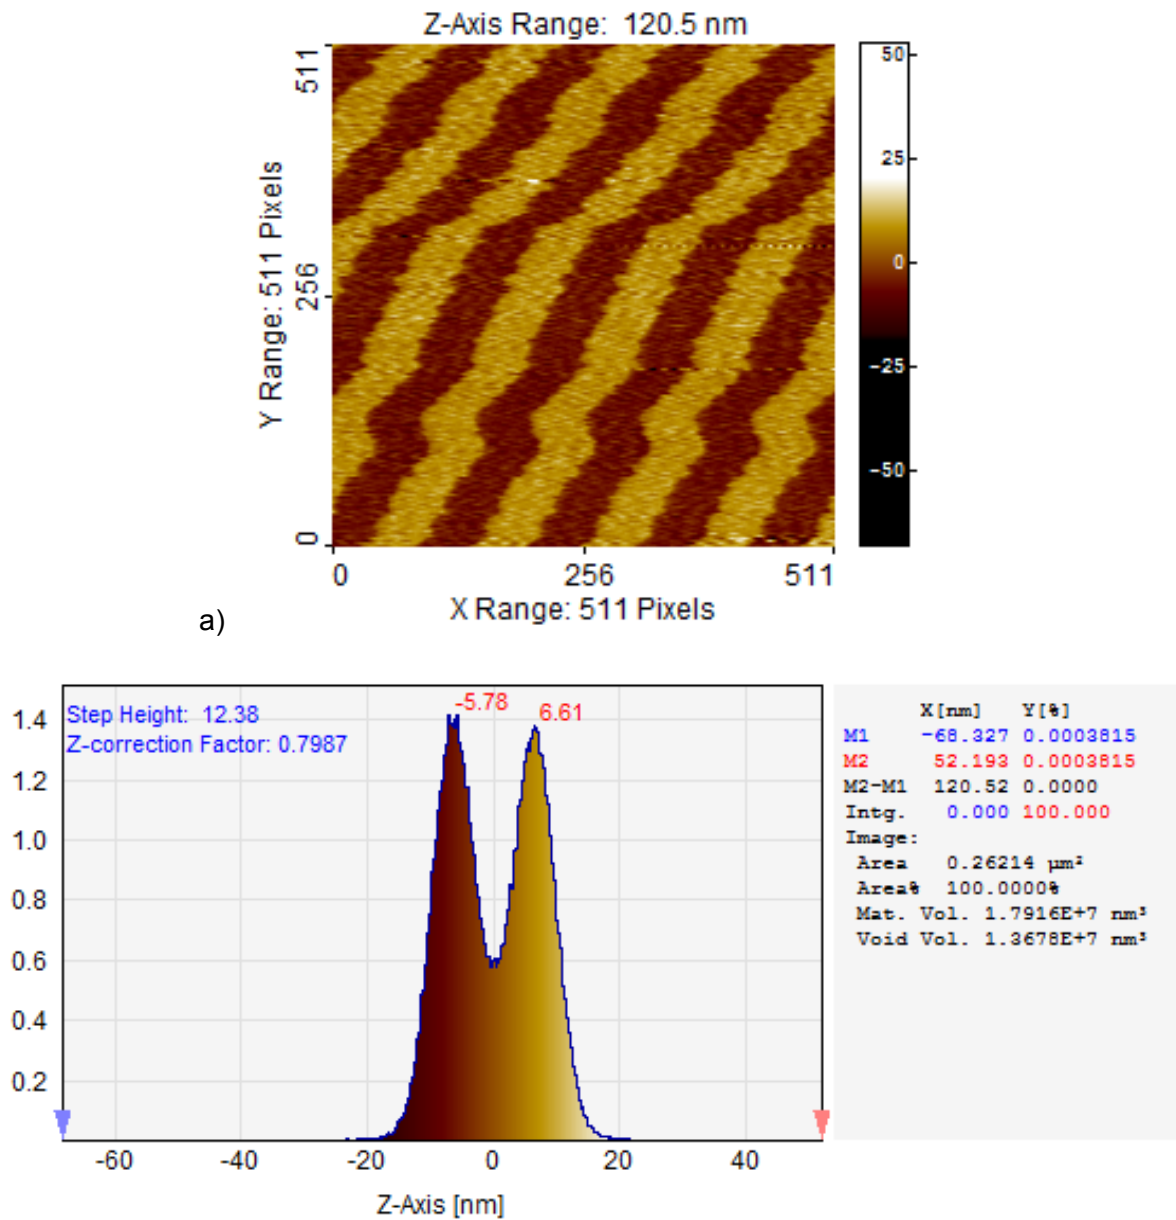 Z-Axis Range: 120.5 nm
Y Range: 511 Pixels
511
256
0
50
25
0
−25
−50
0 256 511
X Range: 511 Pixels
a)
Step Height: 12.38
Z-correction Factor: 0.7987
-5.78
6.61
1.4
1.2
1.0
0.8
0.6
0.4
0.2
-60 -40 -20 0 20 40
Z-Axis [nm]
X[nm] Y[%]
M1 -68.327 0.0003815
M2 52.193 0.0003815
M2-M1 120.52 0.0000
Intg. 0.000 100.000
Image:
Area 0.26214 µm²
Area% 100.0000%
Mat. Vol. 1.7916E+7 nm³
Void Vol. 1.3678E+7 nm³